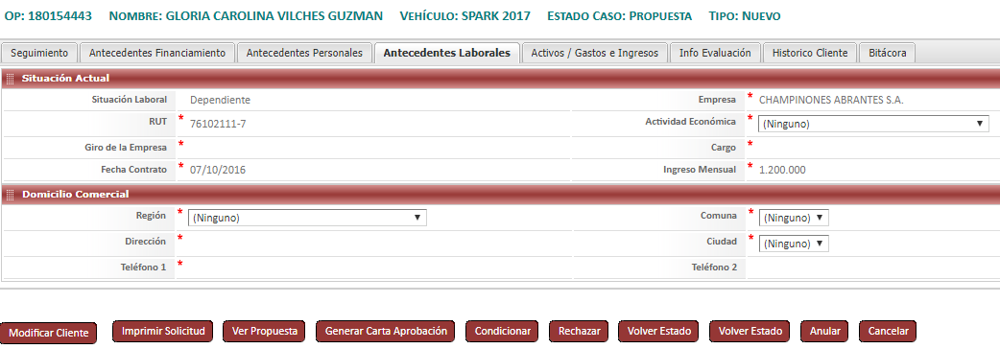 OP: 180154443 NOMBRE: GLORIA CAROLINA VILCHES GUZMAN VEHÍCULO: SPARK 2017 ESTADO CASO: PROPUESTA TIPO: NUEVO
Seguimiento Antecedentes Financiamiento Antecedentes Personales Antecedentes Laborales Activos / Gastos e Ingresos Info Evaluación Historico Cliente Bitácora
Situación Actual
Situación Laboral Dependiente Empresa * CHAMPINONES ABRANTES S.A.
RUT * 76102111-7 Actividad Económica * (Ninguno)
Giro de la Empresa * Cargo *
Fecha Contrato * 07/10/2016 Ingreso Mensual * 1.200.000
Domicilio Comercial
Región * (Ninguno) Comuna * (Ninguno)
Dirección * Ciudad * (Ninguno)
Teléfono 1 * Teléfono 2
Modificar Cliente Imprimir Solicitud Ver Propuesta Generar Carta Aprobación Condicionar Rechazar Volver Estado Volver Estado Anular Cancelar